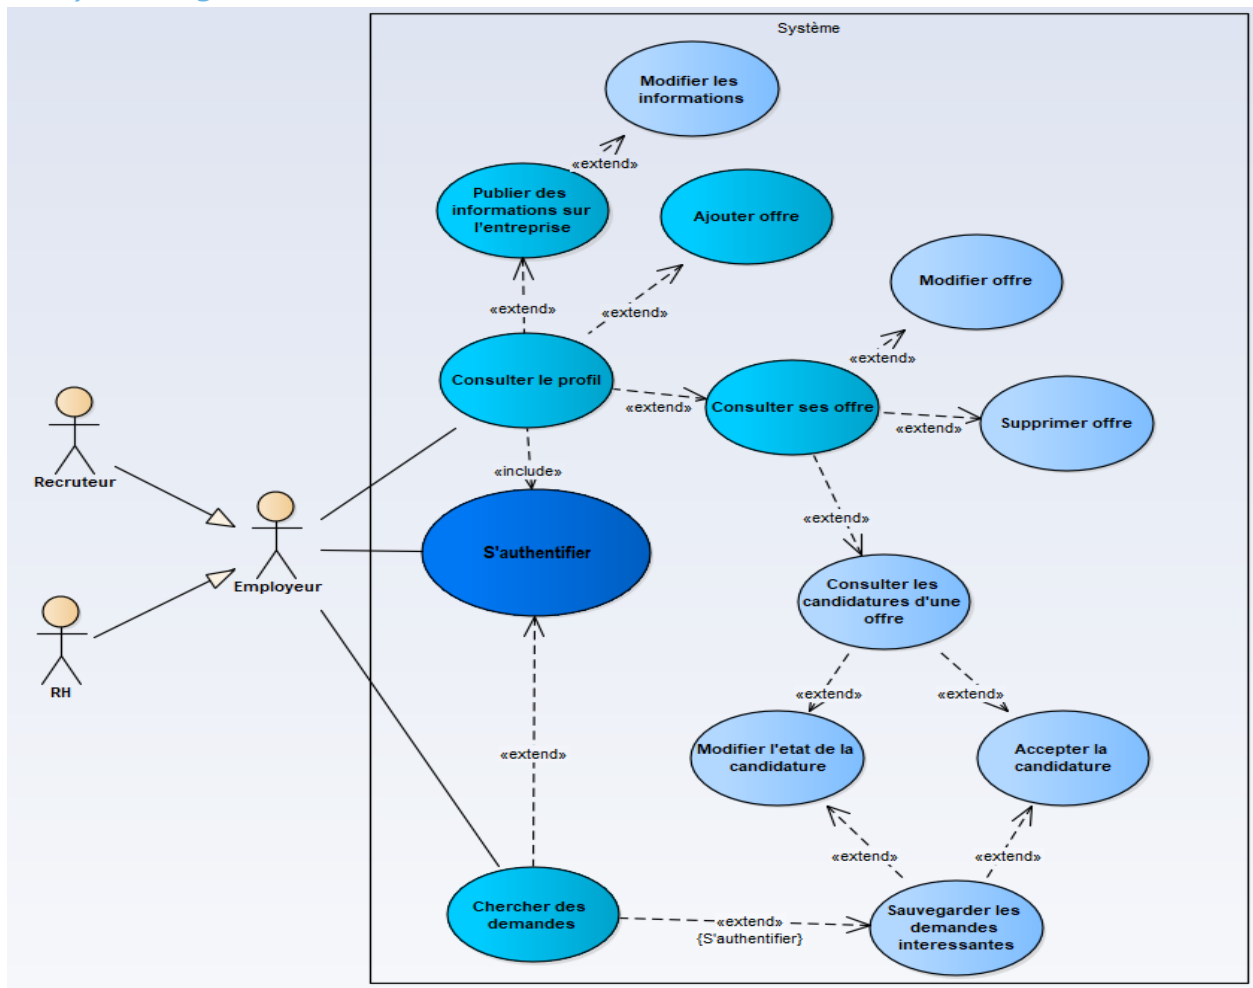 Système
Modifier les
informations
«extend»
Publier des
informations sur
l'entreprise
Ajouter offre
Modifier offre
«extend»
«extend»
«extend»
Consulter le profil
«extend»
Consulter ses offre
«extend»
Supprimer offre
Recruteur
«include»
«extend»
S'authentifier
Employeur
Consulter les
candidatures d'une
offre
RH
«extend»
«extend»
Modifier l'etat de la
candidature
Accepter la
candidature
«extend»
«extend»
«extend»
Chercher des
demandes
«extend»
{S'authentifier}
Sauvegarder les
demandes
interessantes